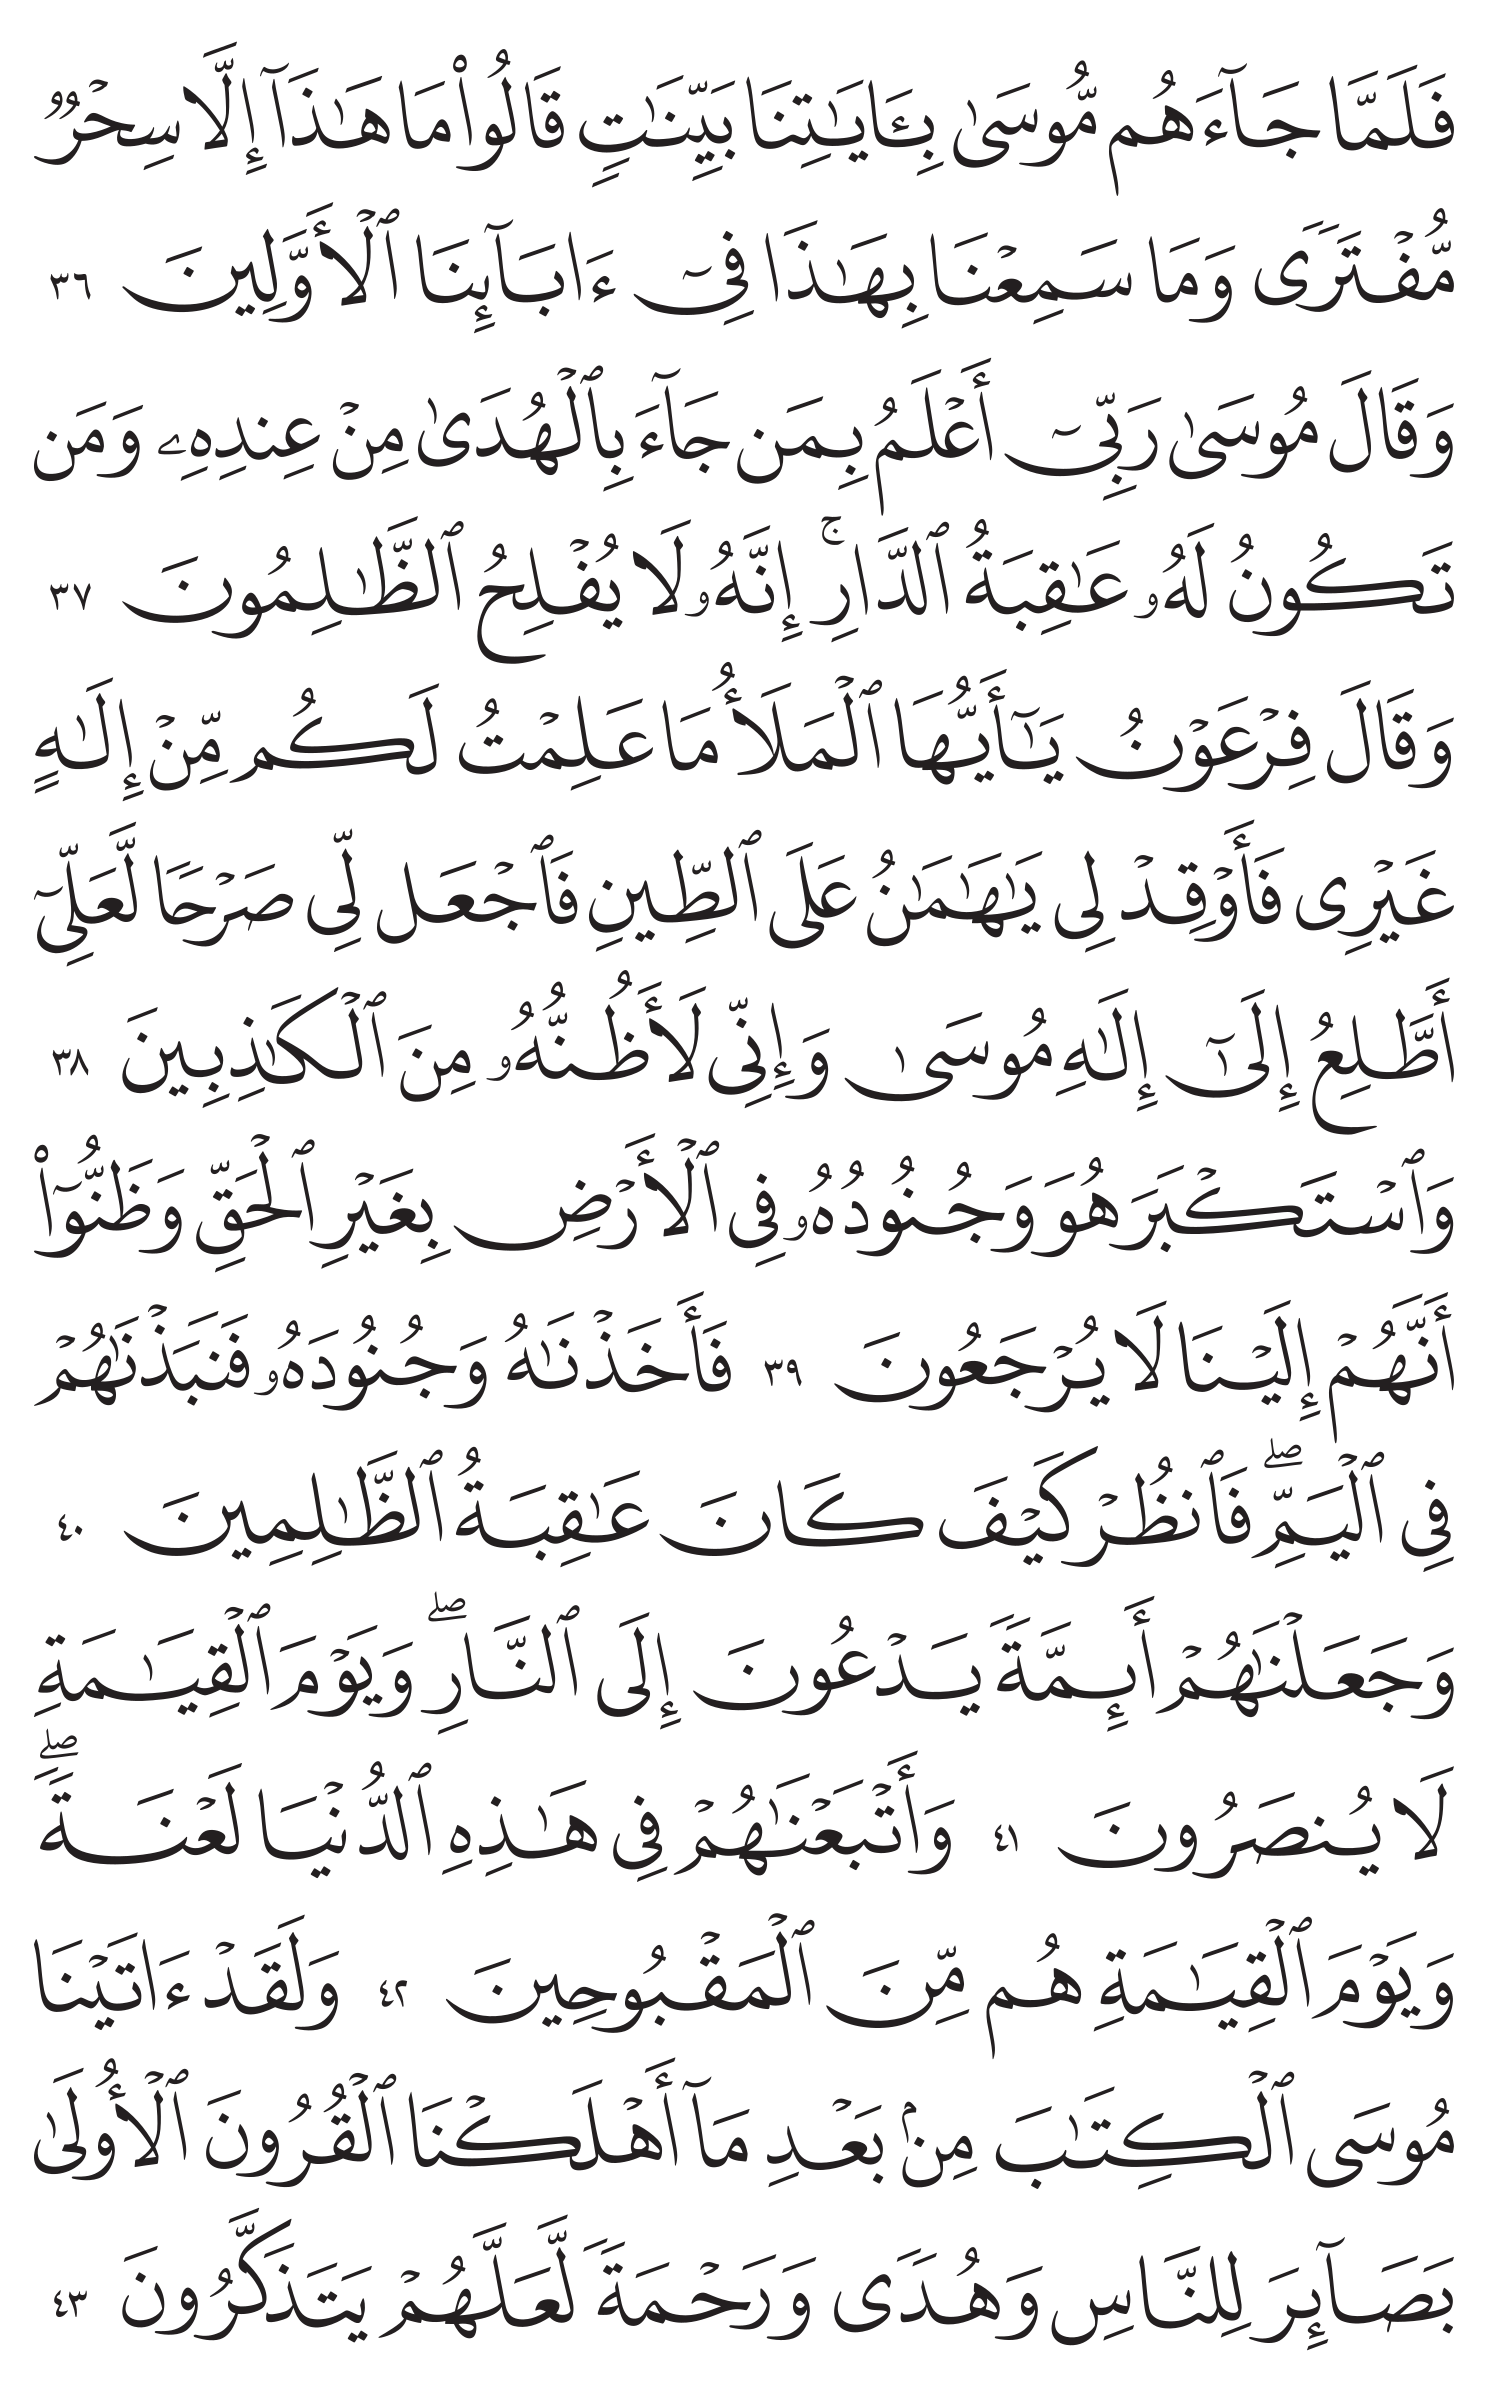 فَلَمَّا جَآءَهُم مُّوسَىٰ بِـَٔايَـٰتِنَا بَيِّنَـٰتٍ قَالُوا۟ مَا هَـٰذَآ إِلَّا سِحْرٌ
مُّفْتَرًى وَمَا سَمِعْنَا بِهَـٰذَا فِىٓ ءَابَآئِنَا ٱلْأَوَّلِينَ ٣٦
وَقَالَ مُوسَىٰ رَبِّىٓ أَعْلَمُ بِمَن جَآءَ بِٱلْهُدَىٰ مِنْ عِندِهِۦ وَمَن
تَكُونُ لَهُۥ عَـٰقِبَةُ ٱلدَّارِ ۚ إِنَّهُۥ لَا يُفْلِحُ ٱلظَّـٰلِمُونَ ٣٧
وَقَالَ فِرْعَوْنُ يَـٰٓأَيُّهَا ٱلْمَلَأُ مَا عَلِمْتُ لَكُم مِّنْ إِلَـٰهٍ
غَيْرِى فَأَوْقِدْ لِى يَـٰهَـٰمَـٰنُ عَلَى ٱلطِّينِ فَٱجْعَل لِّى صَرْحًا لَّعَلِّىٓ
أَطَّلِعُ إِلَىٰٓ إِلَـٰهِ مُوسَىٰ وَإِنِّى لَأَظُنُّهُۥ مِنَ ٱلْكَـٰذِبِينَ ٣٨
وَٱسْتَكْبَرَ هُوَ وَجُنُودُهُۥ فِى ٱلْأَرْضِ بِغَيْرِ ٱلْحَقِّ وَظَنُّوٓا۟
أَنَّهُمْ إِلَيْنَا لَا يُرْجَعُونَ ٣٩ فَأَخَذْنَـٰهُ وَجُنُودَهُۥ فَنَبَذْنَـٰهُمْ
فِى ٱلْيَمِّ ۖ فَٱنظُرْ كَيْفَ كَانَ عَـٰقِبَةُ ٱلظَّـٰلِمِينَ ٤٠
وَجَعَلْنَـٰهُمْ أَئِمَّةً يَدْعُونَ إِلَى ٱلنَّارِ ۖ وَيَوْمَ ٱلْقِيَـٰمَةِ
لَا يُنصَرُونَ ٤١ وَأَتْبَعْنَـٰهُمْ فِى هَـٰذِهِ ٱلدُّنْيَا لَعْنَةً ۖ
وَيَوْمَ ٱلْقِيَـٰمَةِ هُم مِّنَ ٱلْمَقْبُوحِينَ ٤٢ وَلَقَدْ ءَاتَيْنَا
مُوسَى ٱلْكِتَـٰبَ مِنۢ بَعْدِ مَآ أَهْلَكْنَا ٱلْقُرُونَ ٱلْأُولَىٰ
بَصَآئِرَ لِلنَّاسِ وَهُدًى وَرَحْمَةً لَّعَلَّهُمْ يَتَذَكَّرُونَ ٤٣